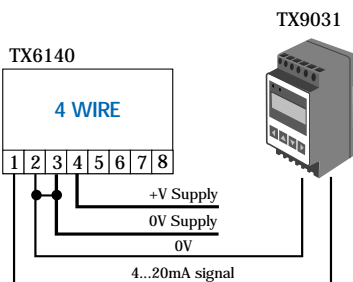 TX9031
TX6140
4 WIRE
1 2 3 4 5 6 7 8
+V Supply
0V Supply
0V
4...20mA signal